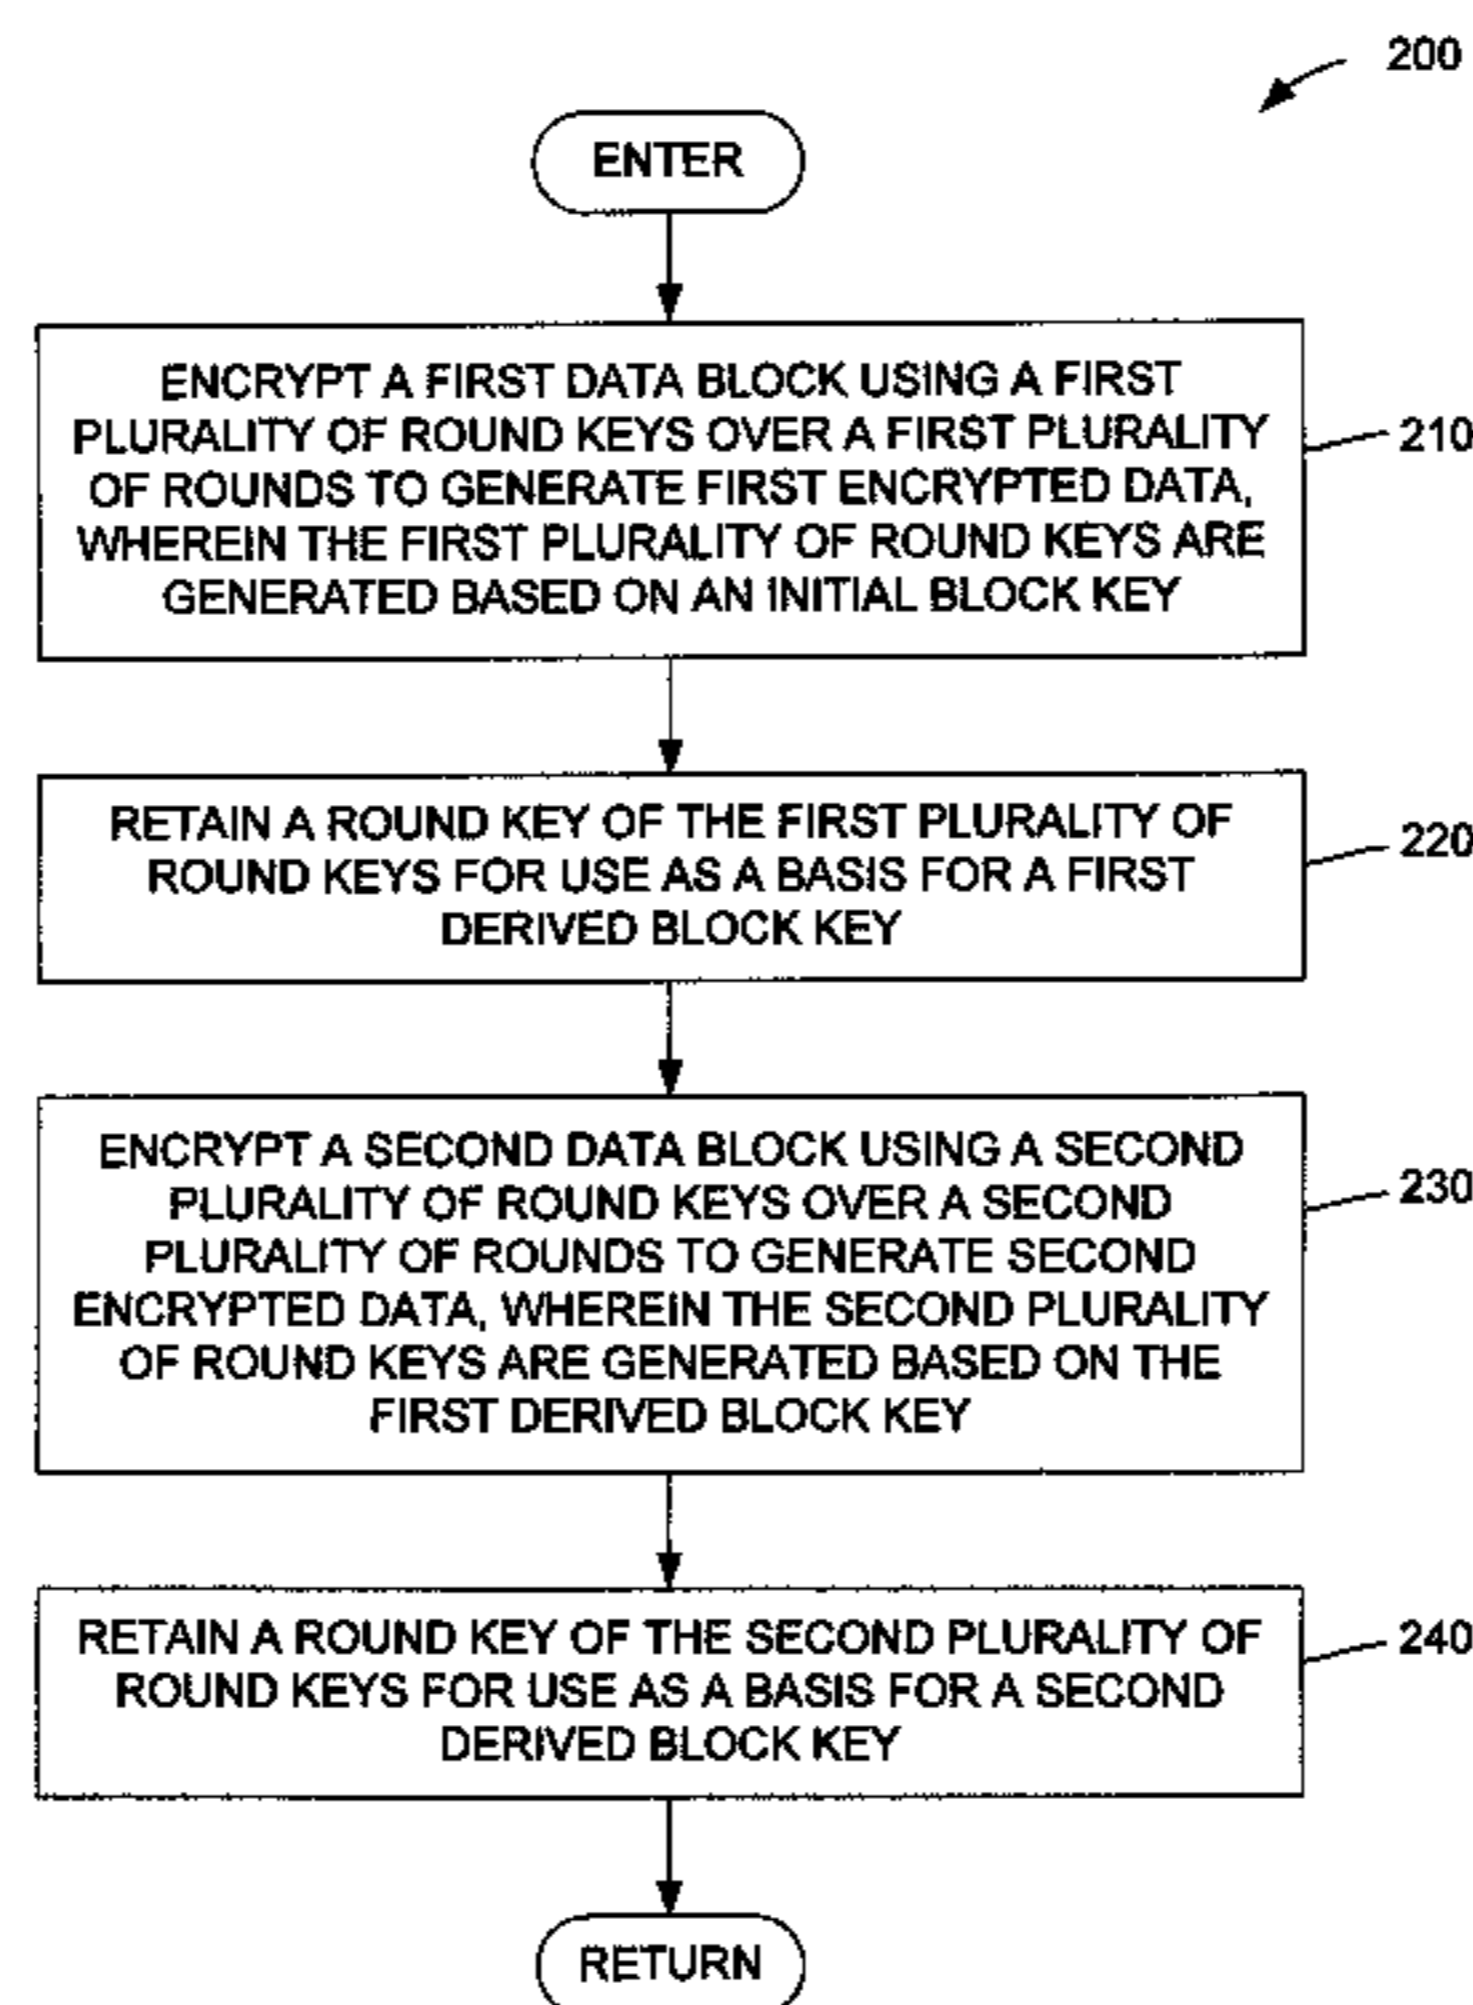 200
ENTER
ENCRYPT A FIRST DATA BLOCK USING A FIRST
PLURALITY OF ROUND KEYS OVER A FIRST PLURALITY
OF ROUNDS TO GENERATE FIRST ENCRYPTED DATA,
WHEREIN THE FIRST PLURALITY OF ROUND KEYS ARE
GENERATED BASED ON AN INITIAL BLOCK KEY
210
RETAIN A ROUND KEY OF THE FIRST PLURALITY OF
ROUND KEYS FOR USE AS A BASIS FOR A FIRST
DERIVED BLOCK KEY
220
ENCRYPT A SECOND DATA BLOCK USING A SECOND
PLURALITY OF ROUND KEYS OVER A SECOND
PLURALITY OF ROUNDS TO GENERATE SECOND
ENCRYPTED DATA, WHEREIN THE SECOND PLURALITY
OF ROUND KEYS ARE GENERATED BASED ON THE
FIRST DERIVED BLOCK KEY
230
RETAIN A ROUND KEY OF THE SECOND PLURALITY OF
ROUND KEYS FOR USE AS A BASIS FOR A SECOND
DERIVED BLOCK KEY
240
RETURN